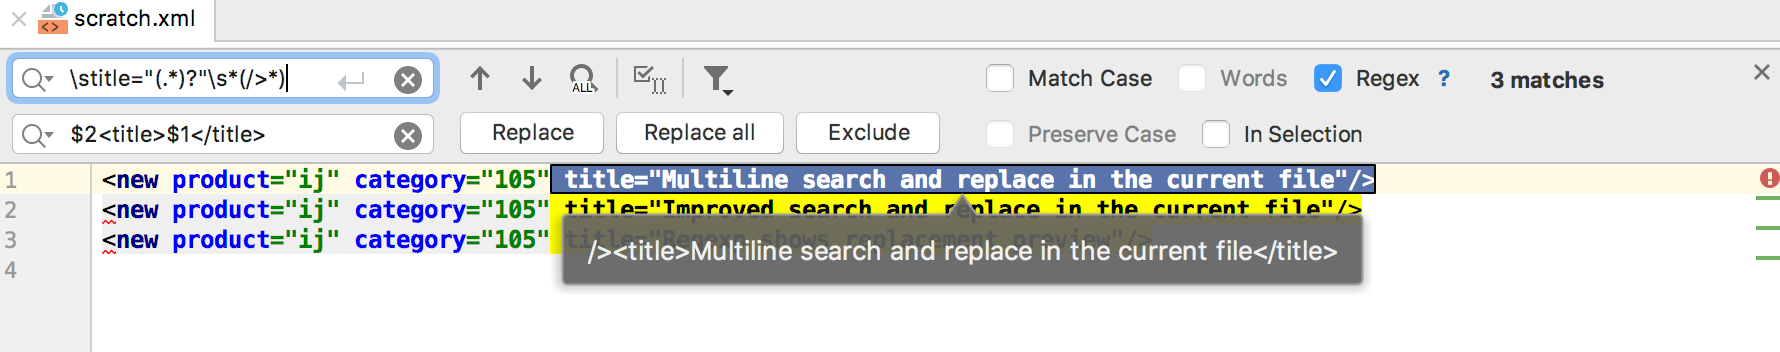 scratch.xml
\stitle="(.*)?"\s*(/>*)
ALL
Match Case
Words
Regex
?
3 matches
$2<title>$1</title>
Replace
Replace all
Exclude
Preserve Case
In Selection
1 <new product="ij" category="105" title="Multiline search and replace in the current file"/>
2 <new product="ij" category="105" title="Improved search and replace in the current file"/>
3 <new product="ij" category="105" title="Regexp shows replacement preview"/>
/><title>Multiline search and replace in the current file</title>
4